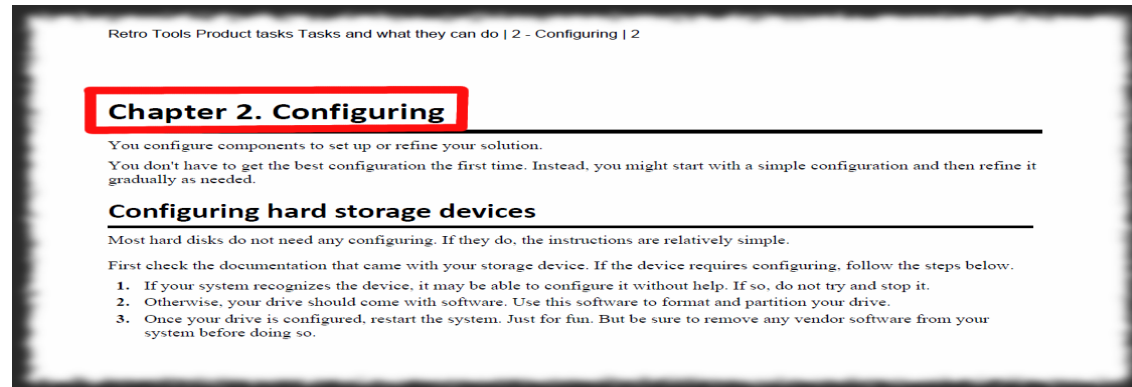 Retro Tools Product tasks Tasks and what they can do | 2 - Configuring | 2
Chapter 2. Configuring
You configure components to set up or refine your solution.
You don't have to get the best configuration the first time. Instead, you might start with a simple configuration and then refine it
gradually as needed.
Configuring hard storage devices
Most hard disks do not need any configuring. If they do, the instructions are relatively simple.
First check the documentation that came with your storage device. If the device requires configuring, follow the steps below.
1. If your system recognizes the device, it may be able to configure it without help. If so, do not try and stop it.
2. Otherwise, your drive should come with software. Use this software to format and partition your drive.
3. Once your drive is configured, restart the system. Just for fun. But be sure to remove any vendor software from your
system before doing so.